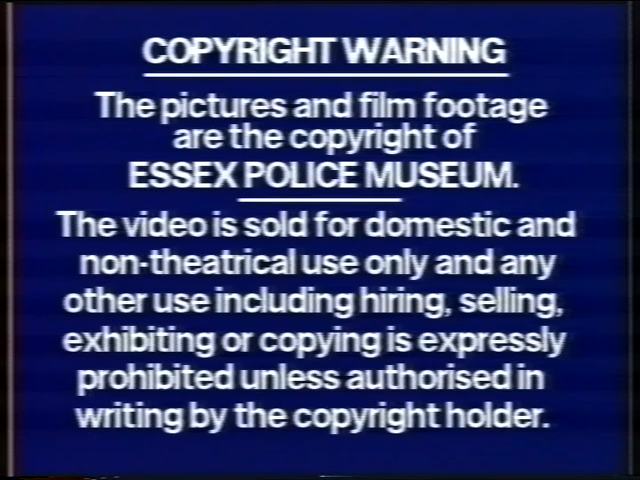 COPYRIGHT WARNING
The pictures and film footage
are the copyright of
ESSEX POLICE MUSEUM.
The video is sold for domestic and
non-theatrical use only and any
other use including hiring, selling,
exhibiting or copying is expressly
prohibited unless authorised in
writing by the copyright holder.